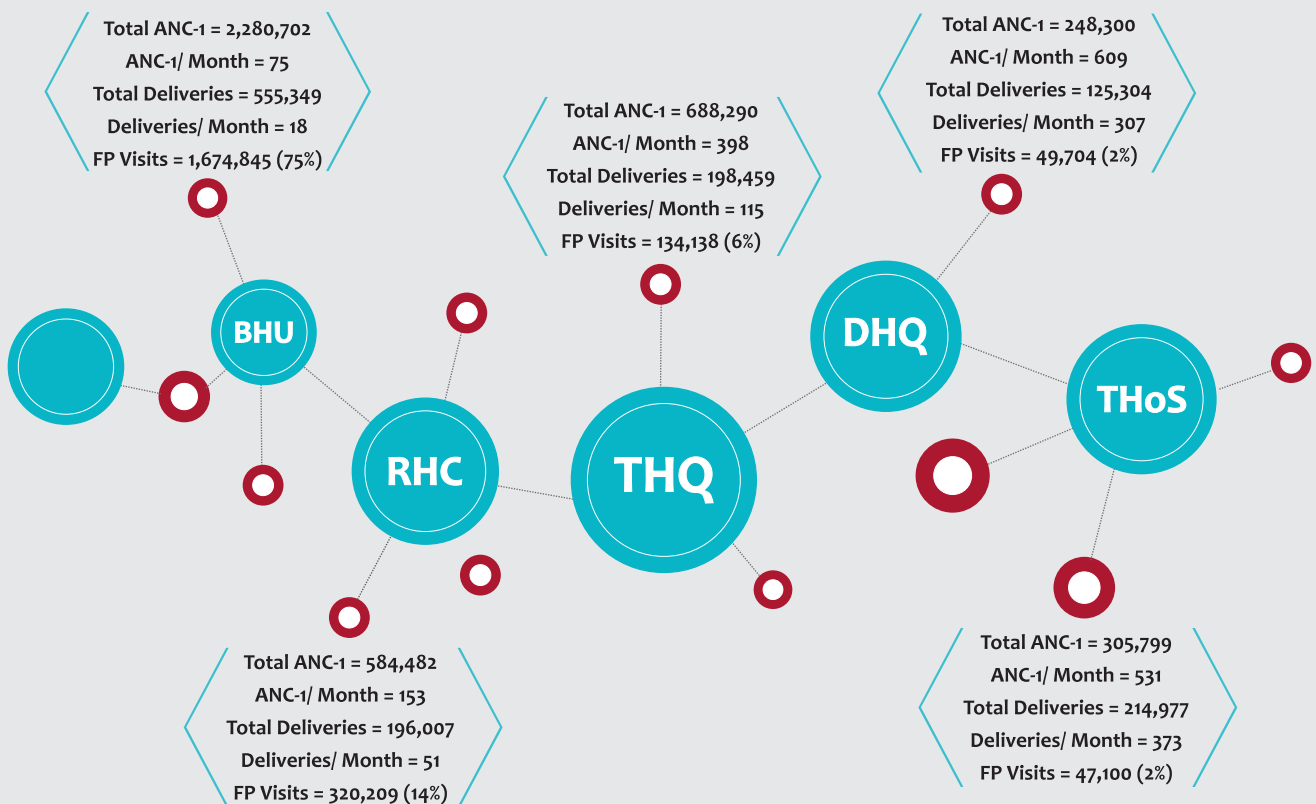 Total ANC-1 = 2,280,702
ANC-1/ Month = 75
Total Deliveries = 555,349
Deliveries/ Month = 18
FP Visits = 1,674,845 (75%)
Total ANC-1 = 688,290
ANC-1/ Month = 398
Total Deliveries = 198,459
Deliveries/ Month = 115
FP Visits = 134,138 (6%)
Total ANC-1 = 248,300
ANC-1/ Month = 609
Total Deliveries = 125,304
Deliveries/ Month = 307
FP Visits = 49,704 (2%)
BHU
RHC
THQ
DHQ
THoS
Total ANC-1 = 584,482
ANC-1/ Month = 153
Total Deliveries = 196,007
Deliveries/ Month = 51
FP Visits = 320,209 (14%)
Total ANC-1 = 305,799
ANC-1/ Month = 531
Total Deliveries = 214,977
Deliveries/ Month = 373
FP Visits = 47,100 (2%)